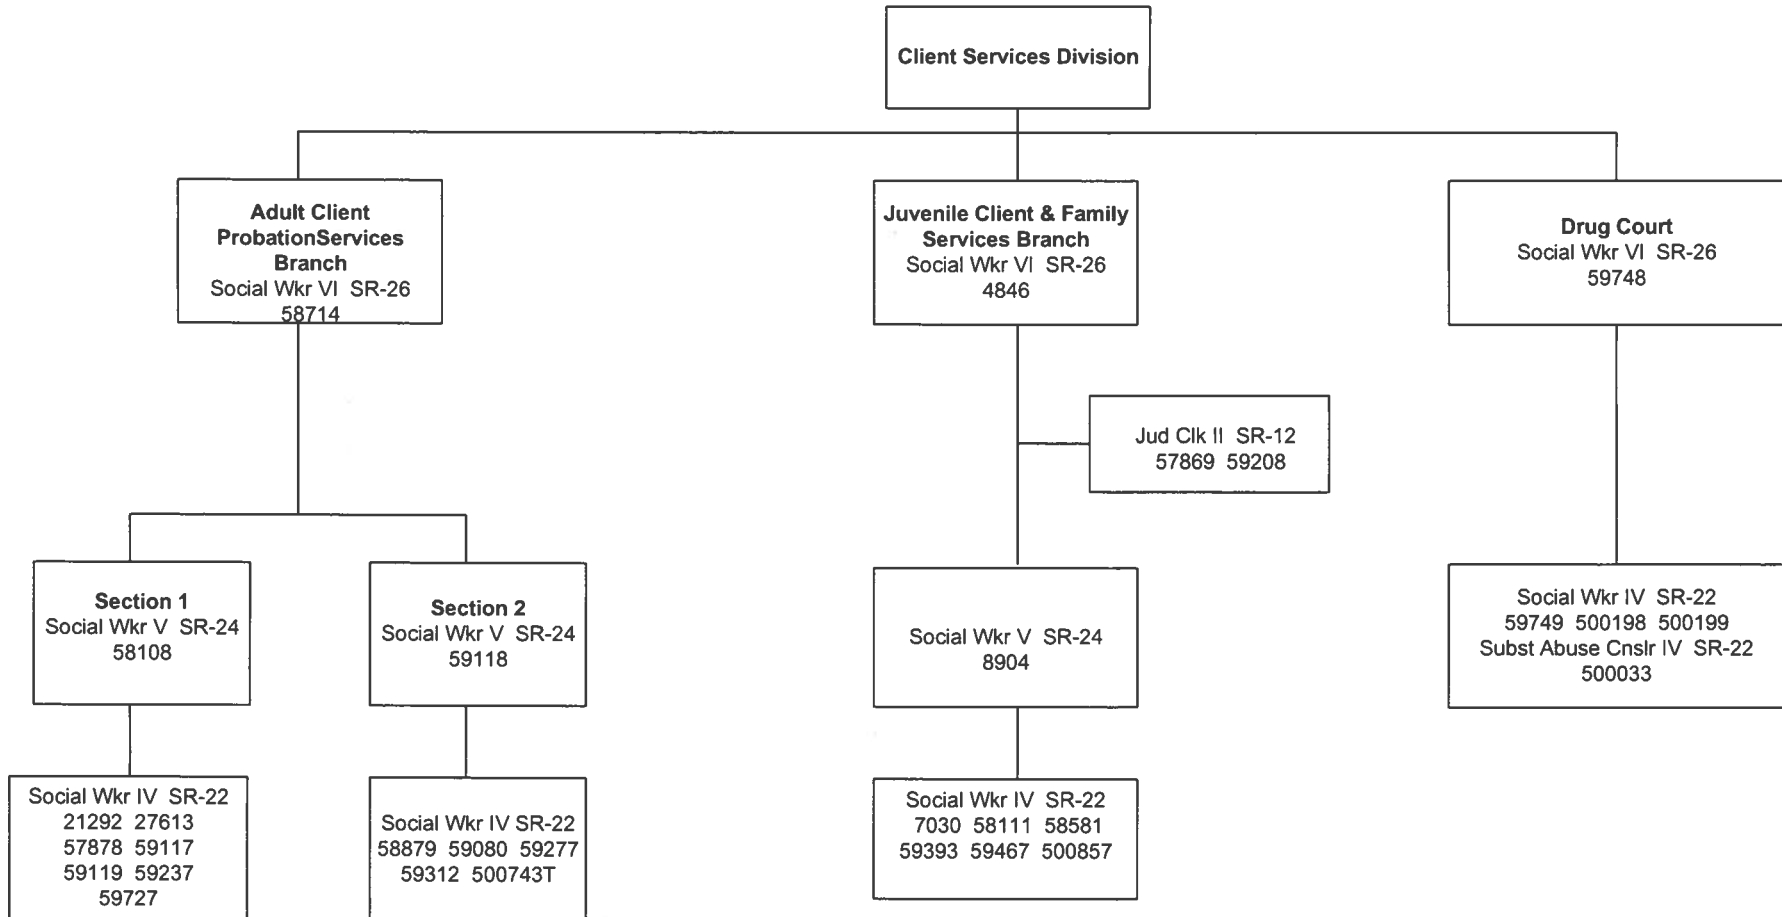 Client Services Division
Adult Client
ProbationServices
Branch
Social Wkr VI SR-26
58714
Juvenile Client & Family
Services Branch
Social Wkr VI SR-26
4846
Drug Court
Social Wkr VI SR-26
59748
Jud Clk II SR-12
57869 59208
Section 1
Social Wkr V SR-24
58108
Section 2
Social Wkr V SR-24
59118
Social Wkr V SR-24
8904
Social Wkr IV SR-22
59749 500198 500199
Subst Abuse Cnslr IV SR-22
500033
Social Wkr IV SR-22
21292 27613
57878 59117
59119 59237
59727
Social Wkr IV SR-22
58879 59080 59277
59312 500743T
Social Wkr IV SR-22
7030 58111 58581
59393 59467 500857